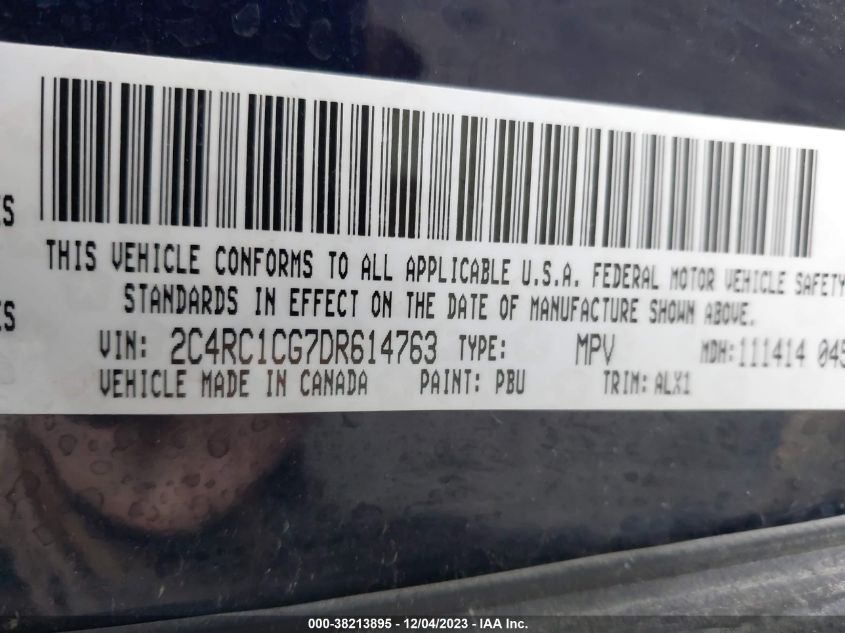 ES
THIS VEHICLE CONFORMS TO ALL APPLICABLE U.S.A. FEDERAL MOTOR VEHICLE SAFETY
STANDARDS IN EFFECT ON THE DATE OF MANUFACTURE SHOWN ABOVE.
ES
VIN: 2C4RC1CG7DR614763 TYPE: MPV MDH:111414 045
VEHICLE MADE IN CANADA PAINT: PBU TRIM: ALX1
000-38213895 - 12/04/2023 - IAA Inc.